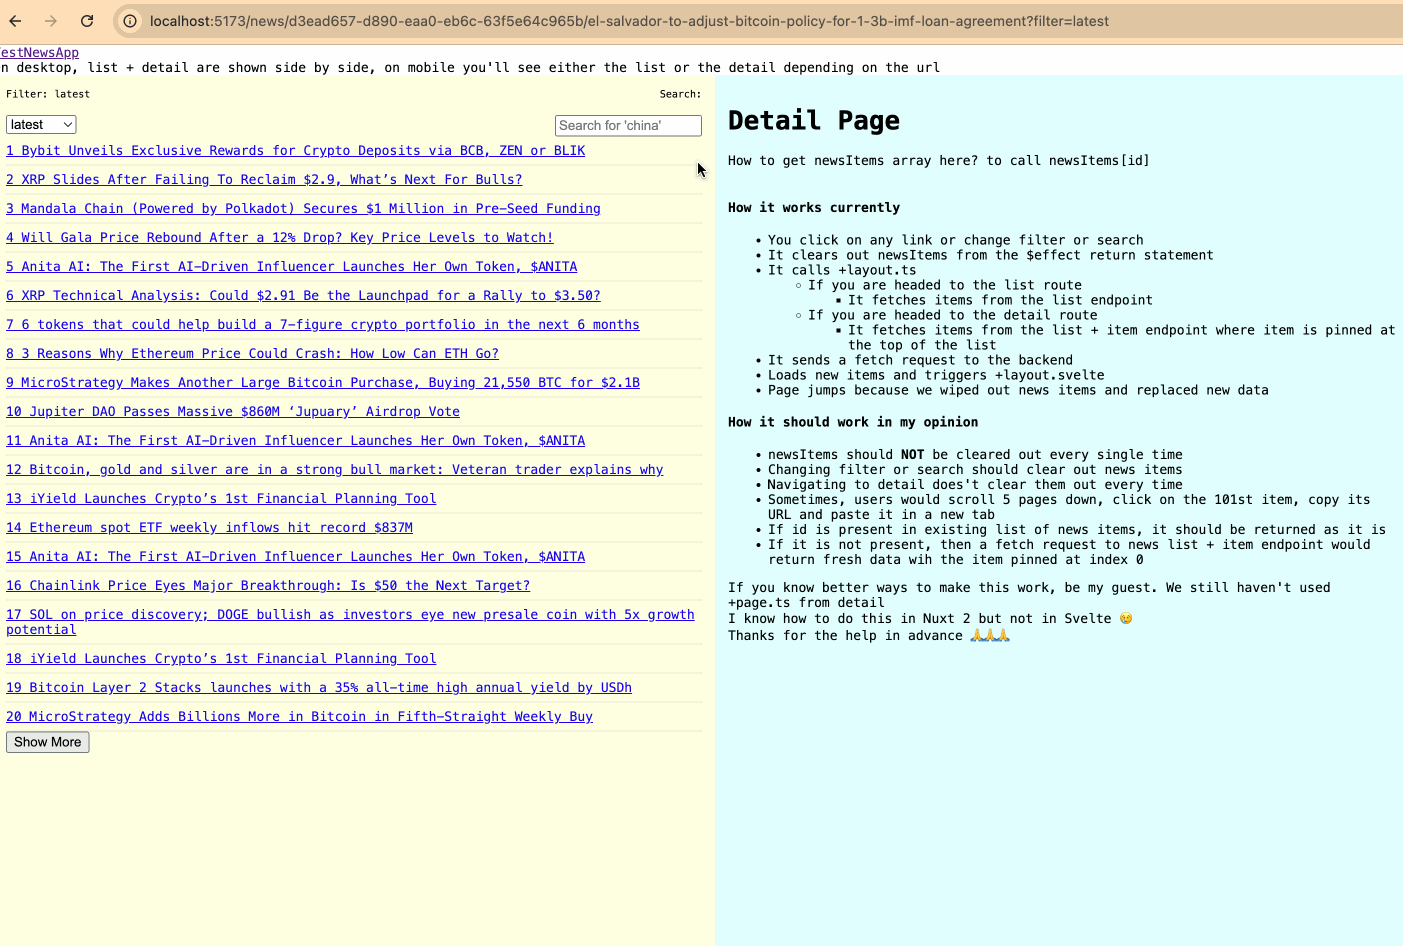 localhost:5173/news/d3ead657-d890-eaa0-eb6c-63f5e64c965b/el-salvador-to-adjust-bitcoin-policy-for-1-3b-imf-loan-agreement?filter=latest
estNewsApp
n desktop, list + detail are shown side by side, on mobile you'll see either the list or the detail depending on the url
Filter: latest
Search:
latest
Search for 'china'
1 Bybit Unveils Exclusive Rewards for Crypto Deposits via BCB, ZEN or BLIK
2 XRP Slides After Failing To Reclaim $2.9, What’s Next For Bulls?
3 Mandala Chain (Powered by Polkadot) Secures $1 Million in Pre-Seed Funding
4 Will Gala Price Rebound After a 12% Drop? Key Price Levels to Watch!
5 Anita AI: The First AI-Driven Influencer Launches Her Own Token, $ANITA
6 XRP Technical Analysis: Could $2.91 Be the Launchpad for a Rally to $3.50?
7 6 tokens that could help build a 7-figure crypto portfolio in the next 6 months
8 3 Reasons Why Ethereum Price Could Crash: How Low Can ETH Go?
9 MicroStrategy Makes Another Large Bitcoin Purchase, Buying 21,550 BTC for $2.1B
10 Jupiter DAO Passes Massive $860M ‘Jupuary’ Airdrop Vote
11 Anita AI: The First AI-Driven Influencer Launches Her Own Token, $ANITA
12 Bitcoin, gold and silver are in a strong bull market: Veteran trader explains why
13 iYield Launches Crypto’s 1st Financial Planning Tool
14 Ethereum spot ETF weekly inflows hit record $837M
15 Anita AI: The First AI-Driven Influencer Launches Her Own Token, $ANITA
16 Chainlink Price Eyes Major Breakthrough: Is $50 the Next Target?
17 SOL on price discovery; DOGE bullish as investors eye new presale coin with 5x growth
potential
18 iYield Launches Crypto’s 1st Financial Planning Tool
19 Bitcoin Layer 2 Stacks launches with a 35% all-time high annual yield by USDh
20 MicroStrategy Adds Billions More in Bitcoin in Fifth-Straight Weekly Buy
Show More
Detail Page
How to get newsItems array here? to call newsItems[id]
How it works currently
• You click on any link or change filter or search
• It clears out newsItems from the $effect return statement
• It calls +layout.ts
◦ If you are headed to the list route
▪ It fetches items from the list endpoint
◦ If you are headed to the detail route
▪ It fetches items from the list + item endpoint where item is pinned at
the top of the list
• It sends a fetch request to the backend
• Loads new items and triggers +layout.svelte
• Page jumps because we wiped out news items and replaced new data
How it should work in my opinion
• newsItems should NOT be cleared out every single time
• Changing filter or search should clear out news items
• Navigating to detail does't clear them out every time
• Sometimes, users would scroll 5 pages down, click on the 101st item, copy its
URL and paste it in a new tab
• If id is present in existing list of news items, it should be returned as it is
• If it is not present, then a fetch request to news list + item endpoint would
return fresh data wih the item pinned at index 0
If you know better ways to make this work, be my guest. We still haven't used
+page.ts from detail
I know how to do this in Nuxt 2 but not in Svelte 😢
Thanks for the help in advance 🙏🙏🙏